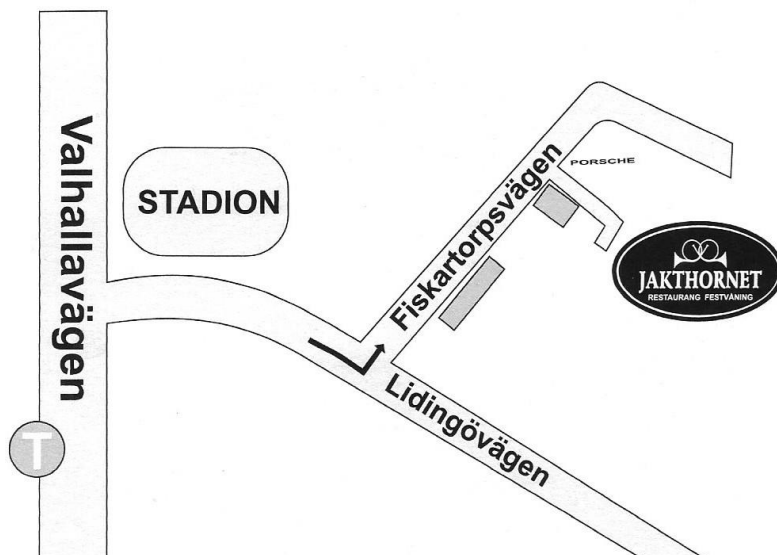 Valhallavägen
STADION
Fiskartorpsvägen
PORSCHE
JAKTHORNET
RESTAURANG FESTVÅNING
Lidingövägen
T